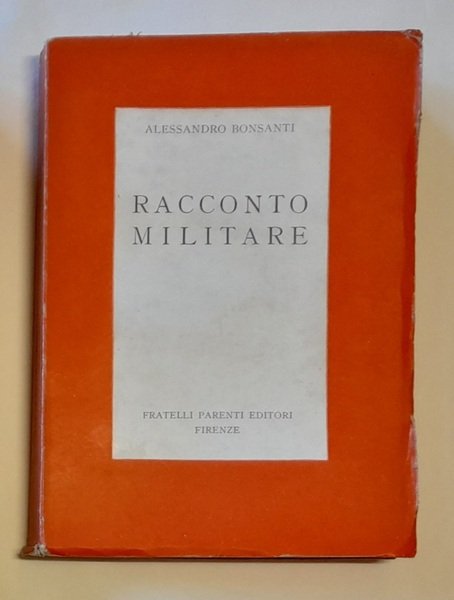 ALESSANDRO BONSANTI
RACCONTO
MILITARE
FRATELLI PARENTI EDITORI
FIRENZE